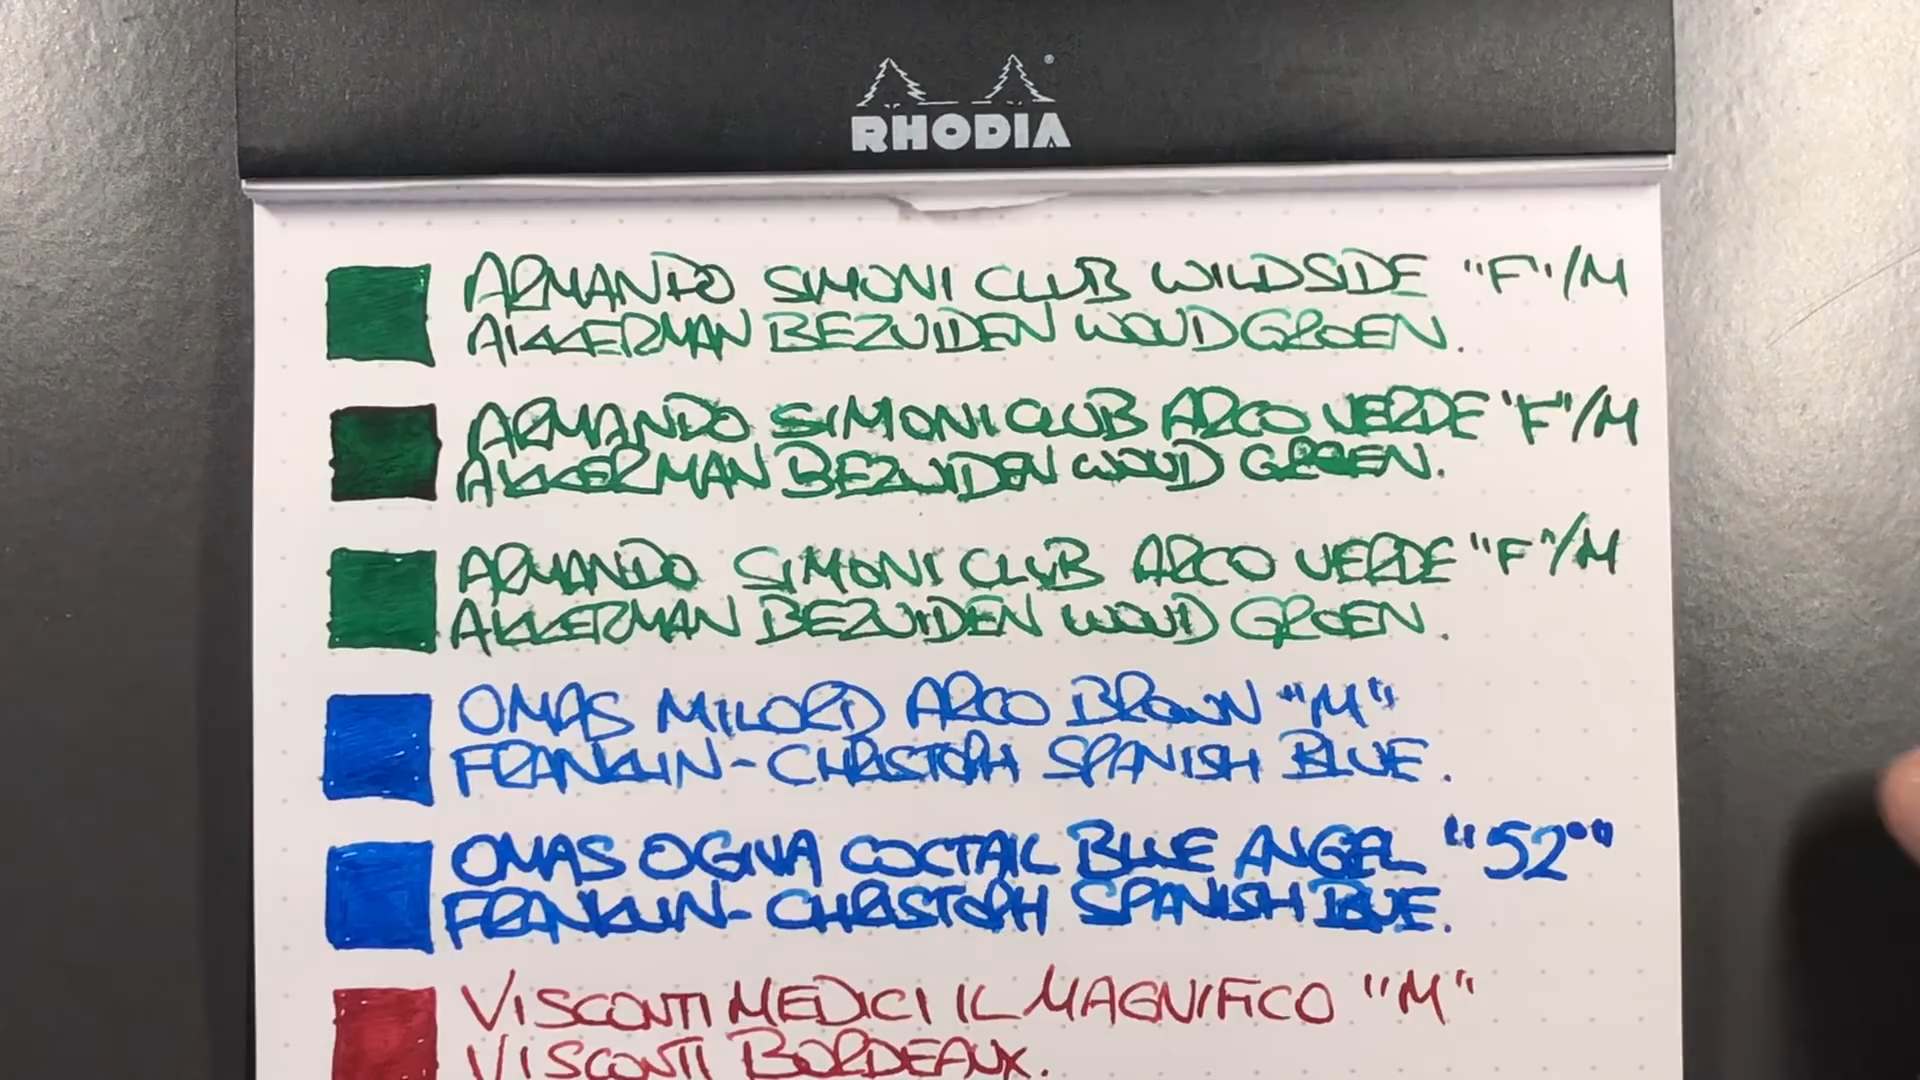 RHODIA
ARMANDO SIMONI CLUB WILDSIDE "F"/M
AKKERMAN BEZUIDEN WOUD GROEN.
ARMANDO SIMONI CLUB ARCO VERDE "F"/M
AKKERMAN BEZUIDEN WOUD GROEN.
ARMANDO SIMONI CLUB ARCO VERDE "F"/M
AKKERMAN BEZUIDEN WOUD GROEN.
OMAS MILORD ARCO BROWN "M"
FRANKLIN-CHRISTOPH SPANISH BLUE.
OMAS OGIVA COCTAIL BLUE ANGEL "52°"
FRANKLIN-CHRISTOPH SPANISH BLUE.
VISCONTI MEDICI IL MAGNIFICO "M"
VISCONTI BORDEAUX.